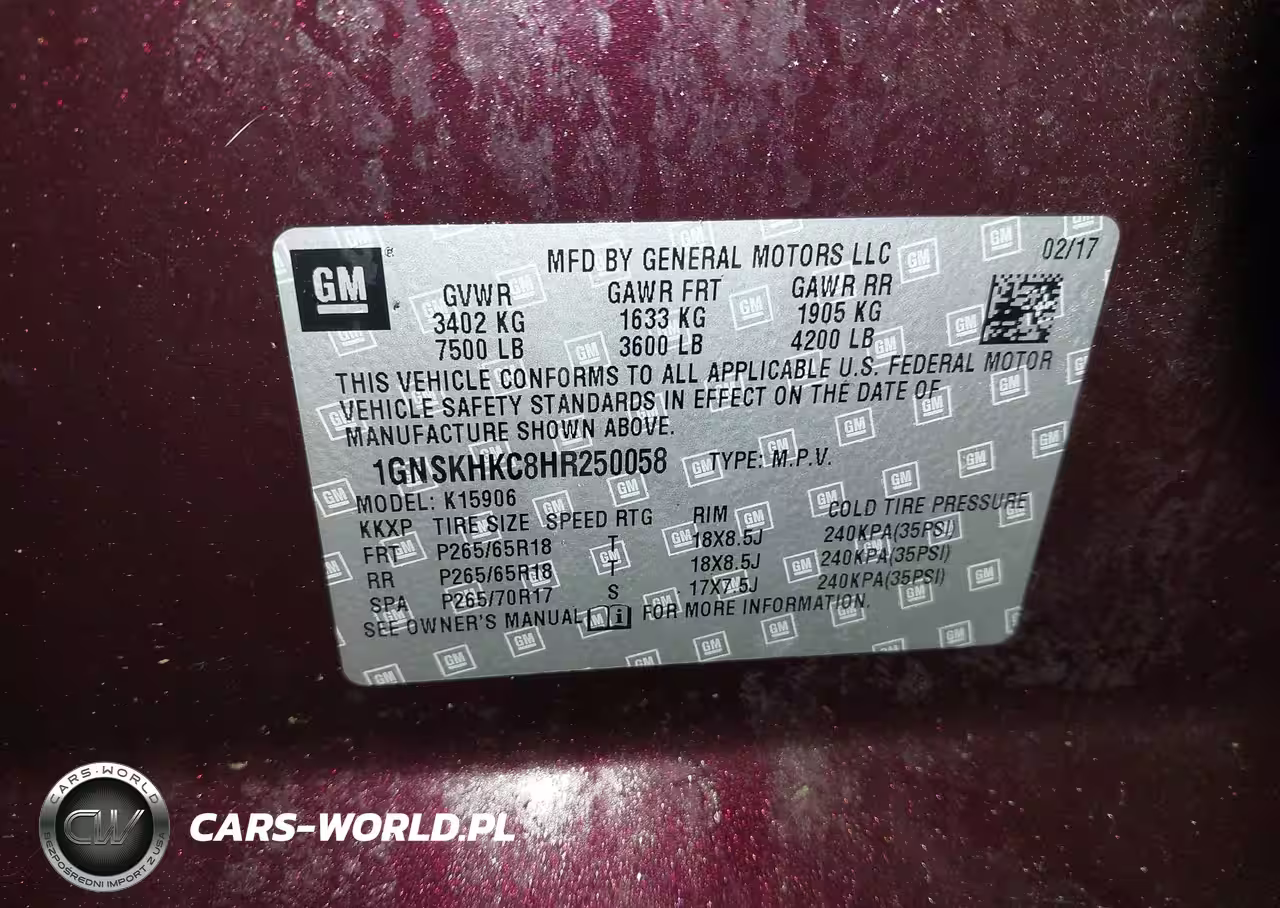 GM
MFD BY GENERAL MOTORS LLC
02/17
GVWR GAWR FRT GAWR RR
3402 KG 1633 KG 1905 KG
7500 LB 3600 LB 4200 LB
THIS VEHICLE CONFORMS TO ALL APPLICABLE U.S. FEDERAL MOTOR
VEHICLE SAFETY STANDARDS IN EFFECT ON THE DATE OF
MANUFACTURE SHOWN ABOVE.
1GNSKHKC8HR250058 TYPE: M.P.V.
MODEL: K15906
KKXP TIRE SIZE SPEED RTG RIM COLD TIRE PRESSURE
FRT P265/65R18 T 18X8.5J 240KPA(35PSI)
RR P265/65R18 T 18X8.5J 240KPA(35PSI)
SPA P265/70R17 S 17X7.5J 240KPA(35PSI)
SEE OWNER'S MANUAL FOR MORE INFORMATION.
CARS-WORLD
CW
BEZPOŚREDNI IMPORT Z USA
CARS-WORLD.PL